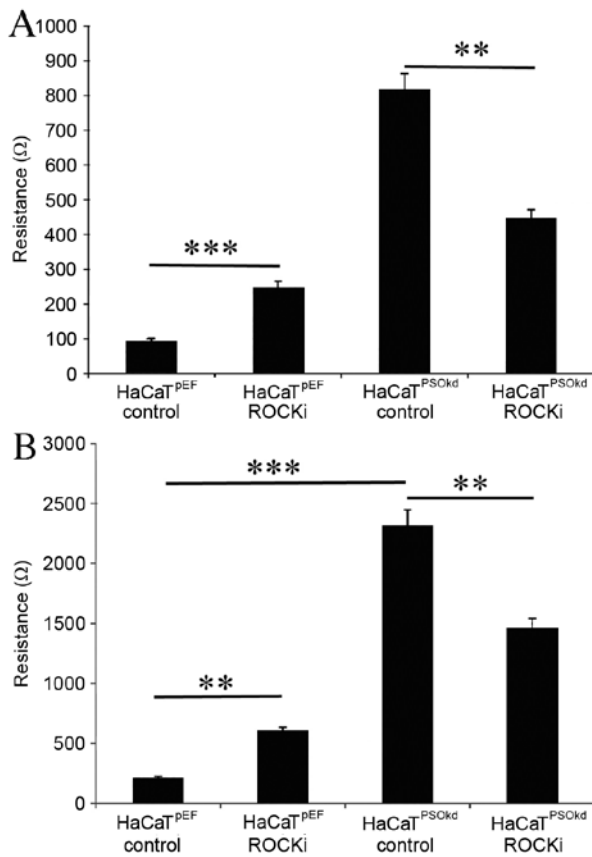 A
1000
900
800
700
600
500
400
300
200
100
0
Resistance (Ω)
***
**
HaCaT^pEF control
HaCaT^pEF ROCKi
HaCaT^PSOkd control
HaCaT^PSOkd ROCKi
B
3000
2500
2000
1500
1000
500
0
Resistance (Ω)
***
**
**
HaCaT^pEF control
HaCaT^pEF ROCKi
HaCaT^PSOkd control
HaCaT^PSOkd ROCKi